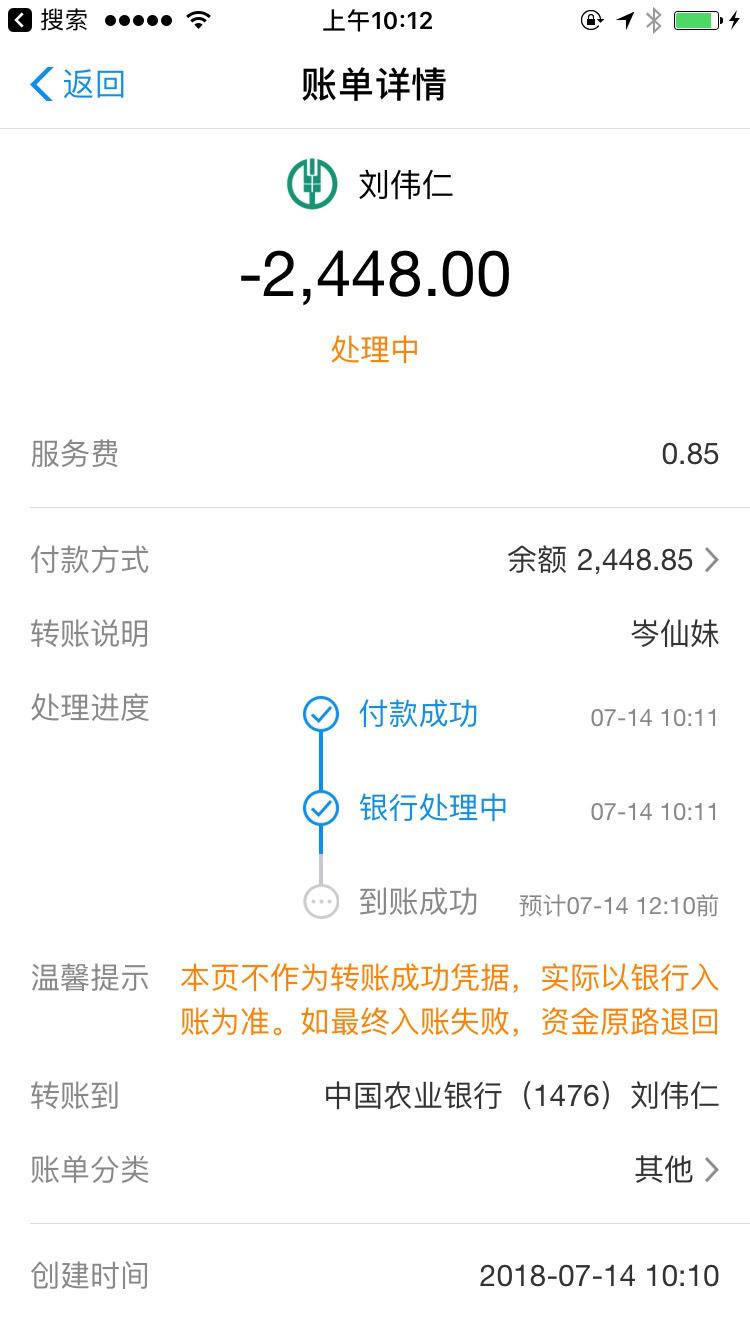 搜索 上午10:12
返回 账单详情
刘伟仁
-2,448.00
处理中
服务费 0.85
付款方式 余额 2,448.85
转账说明 岑仙妹
处理进度 付款成功 07-14 10:11
银行处理中 07-14 10:11
到账成功 预计07-14 12:10前
温馨提示 本页不作为转账成功凭据，实际以银行入
账为准。如最终入账失败，资金原路退回
转账到 中国农业银行（1476）刘伟仁
账单分类 其他
创建时间 2018-07-14 10:10